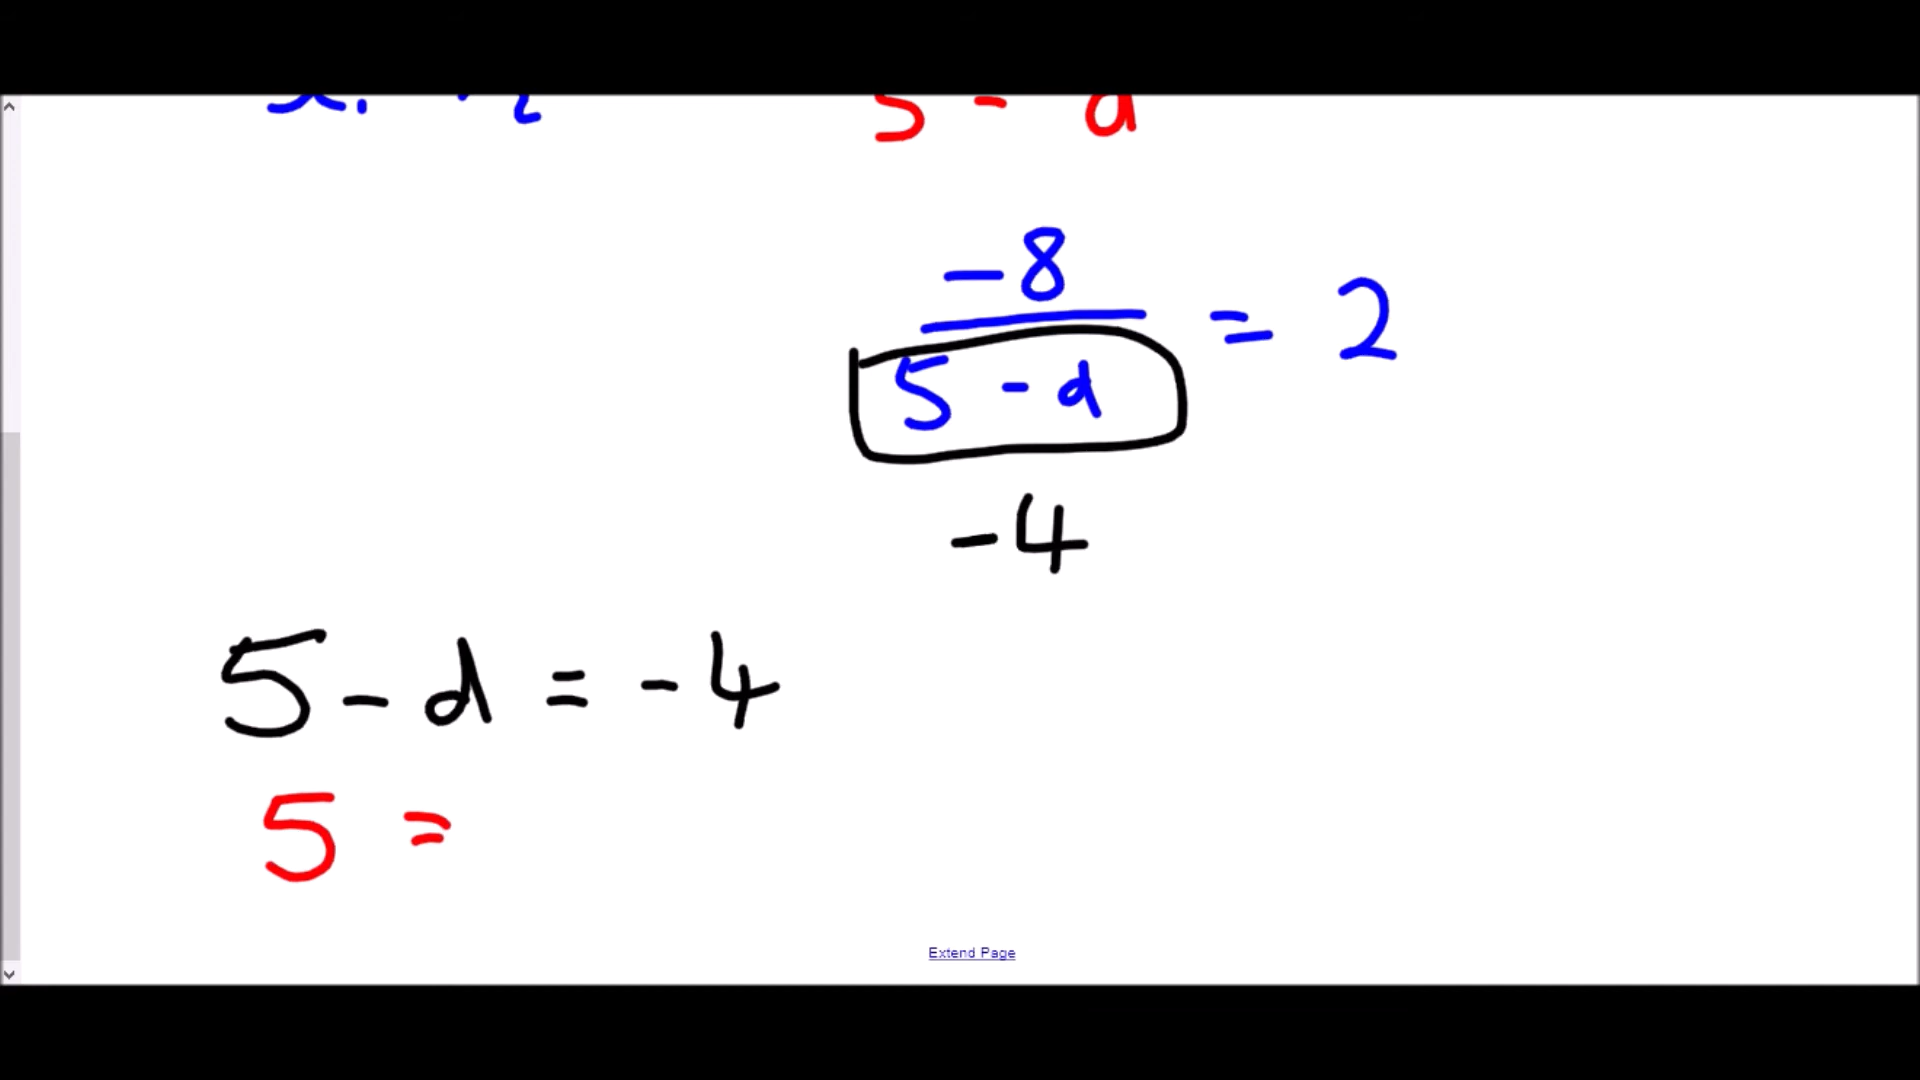 5 - d
-8
= 2
5 - d
-4
5 - d = -4
5 =
Extend Page